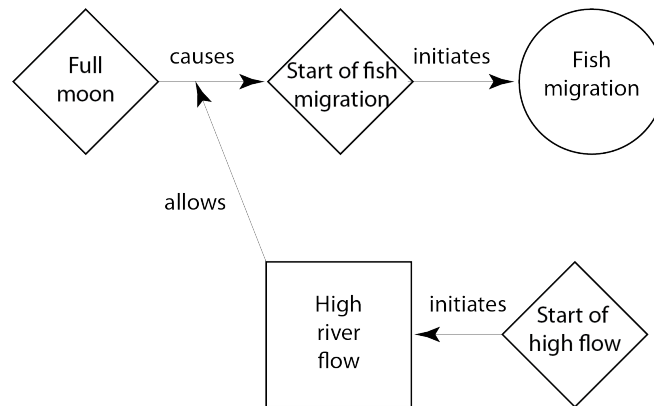 Full
moon
causes
Start of fish
migration
initiates
Fish
migration
allows
High
river
flow
initiates
Start of
high flow